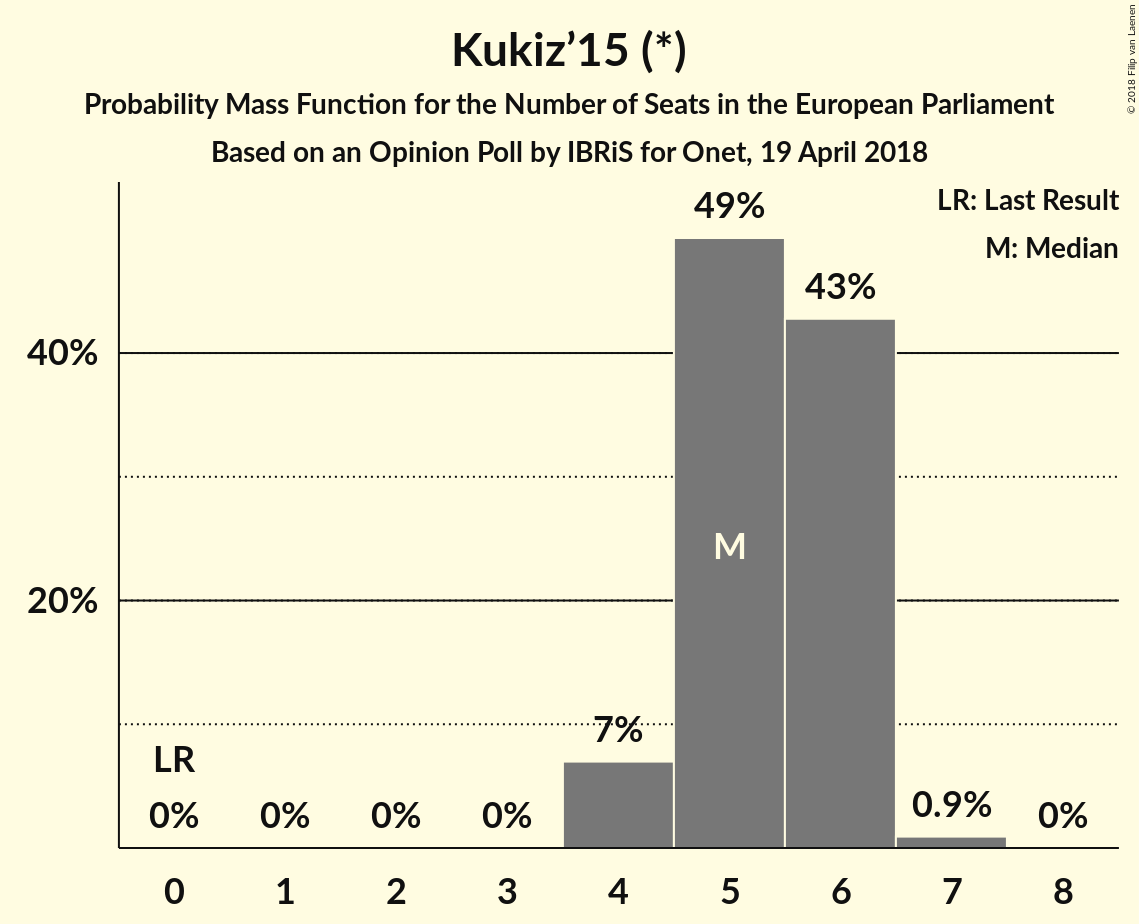 Kukiz’15 (*)
Probability Mass Function for the Number of Seats in the European Parliament
Based on an Opinion Poll by IBRiS for Onet, 19 April 2018
© 2018 Filip van Laenen
LR: Last Result
M: Median
49%
43%
40%
M
20%
7%
LR
0%
0%
0%
0%
0.9%
0%
0
1
2
3
4
5
6
7
8